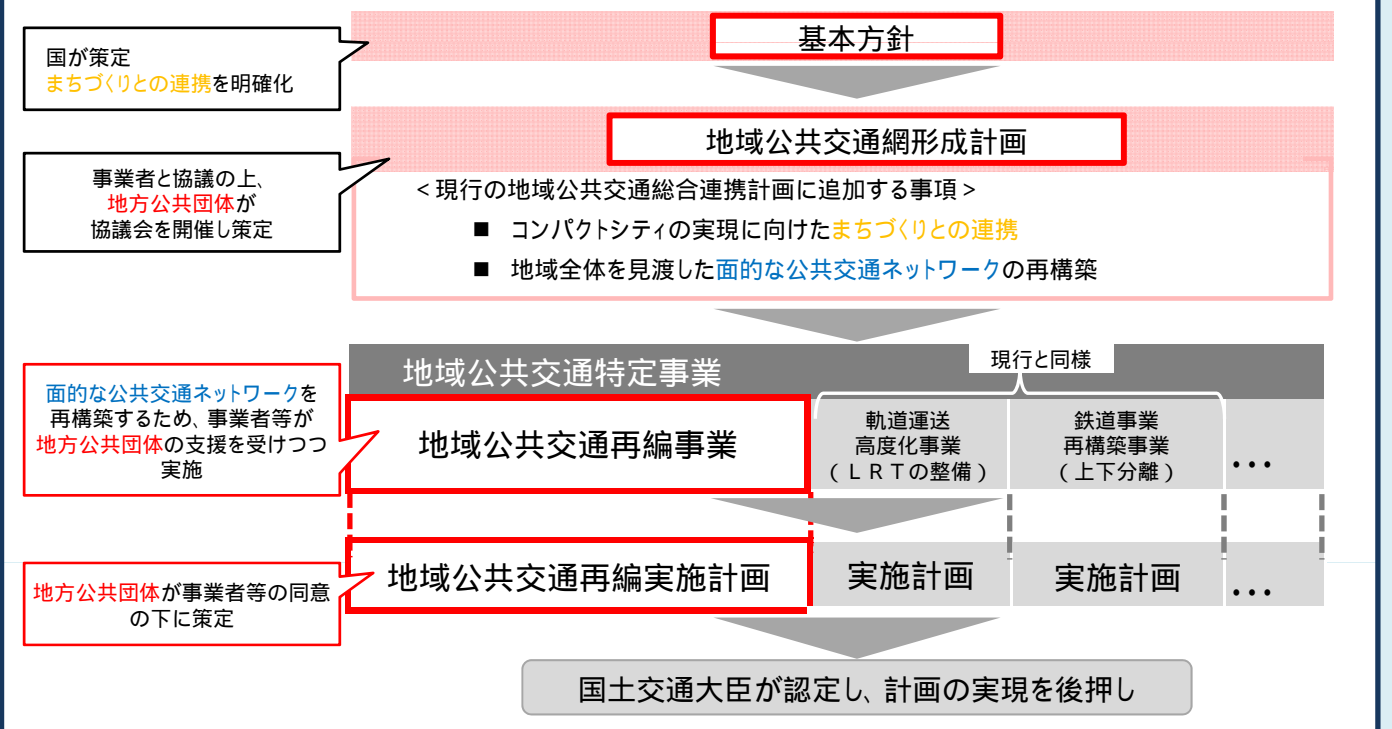 基本方針
国が策定
まちづくりとの連携を明確化
地域公共交通網形成計画
事業者と協議の上、
地方公共団体が
協議会を開催し策定
<現行の地域公共交通総合連携計画に追加する事項>
■ コンパクトシティの実現に向けたまちづくりとの連携
■ 地域全体を見渡した面的な公共交通ネットワークの再構築
地域公共交通特定事業
現行と同様
面的な公共交通ネットワークを
再構築するため、事業者等が
地方公共団体の支援を受けつつ
実施
地域公共交通再編事業
軌道運送
高度化事業
(LRTの整備)
鉄道事業
再構築事業
(上下分離)
…
地方公共団体が事業者等の同意
の下に策定
地域公共交通再編実施計画
実施計画
実施計画
…
国土交通大臣が認定し、計画の実現を後押し